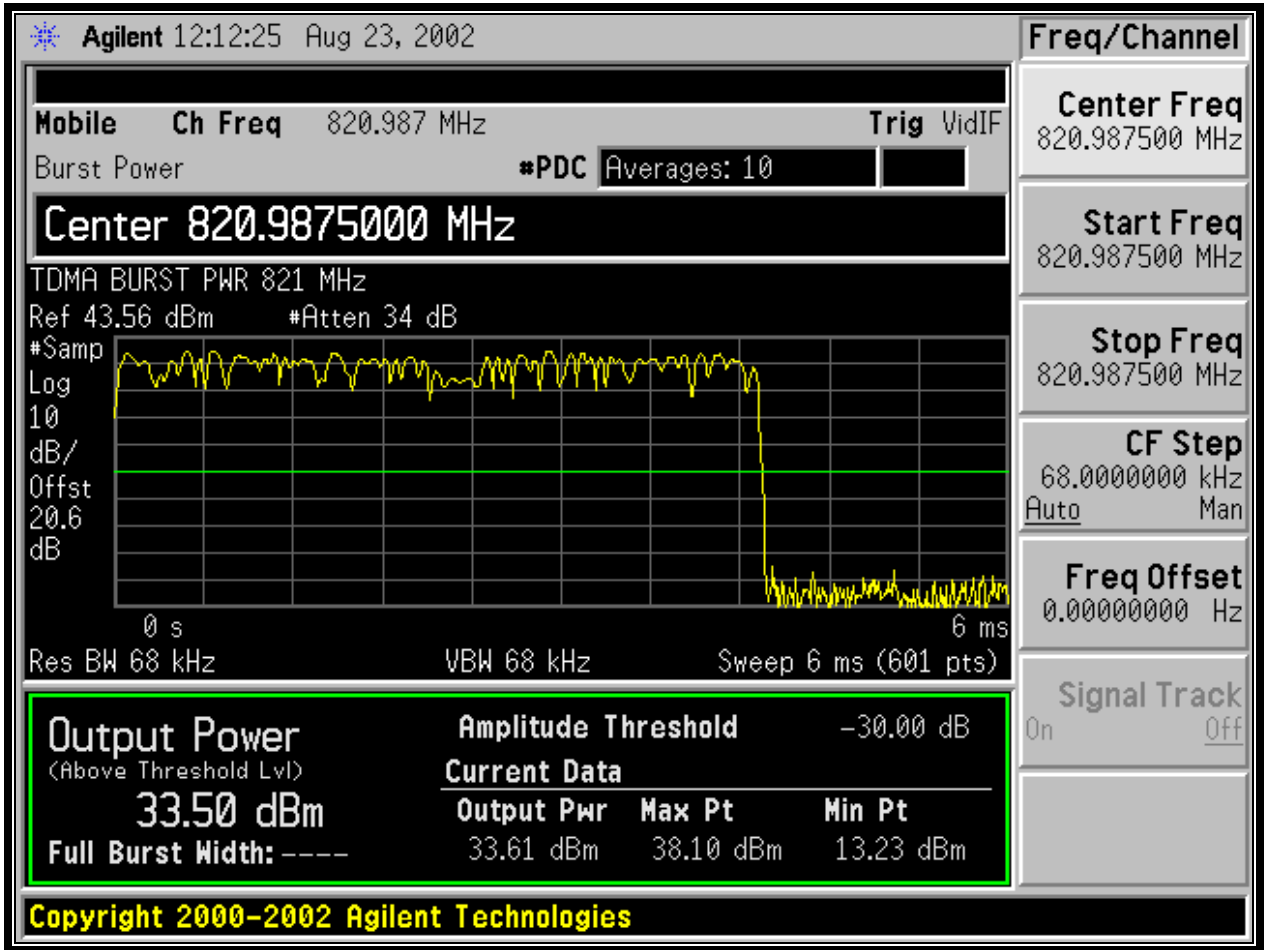 Agilent 12:12:25 Aug 23, 2002
Mobile Ch Freq 820.987 MHz Trig VidIF
Burst Power #PDC Averages: 10
Center 820.9875000 MHz
TDMA BURST PWR 821 MHz
Ref 43.56 dBm #Atten 34 dB
#Samp
Log
10
dB/
Offst
20.6
dB
0 s 6 ms
Res BW 68 kHz VBW 68 kHz Sweep 6 ms (601 pts)
Output Power
(Above Threshold Lvl)
33.50 dBm
Full Burst Width: ----
Amplitude Threshold -30.00 dB
Current Data
Output Pwr Max Pt Min Pt
33.61 dBm 38.10 dBm 13.23 dBm
Copyright 2000-2002 Agilent Technologies
Freq/Channel
Center Freq
820.987500 MHz
Start Freq
820.987500 MHz
Stop Freq
820.987500 MHz
CF Step
68.0000000 kHz
Auto Man
Freq Offset
0.00000000 Hz
Signal Track
On Off